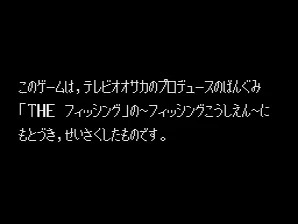 このゲームは，テレビオオサカのプロデュースのばんぐみ
「THE フィッシング」の～フィッシングこうしえん～に
もとづき，せいさくしたものです。